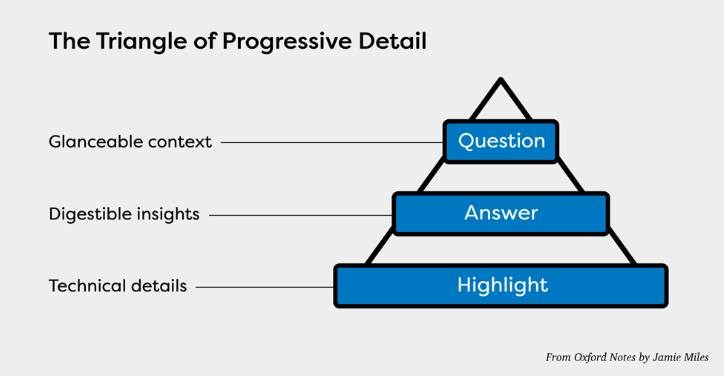 The Triangle of Progressive Detail
Glanceable context
Question
Digestible insights
Answer
Technical details
Highlight
From Oxford Notes by Jamie Miles